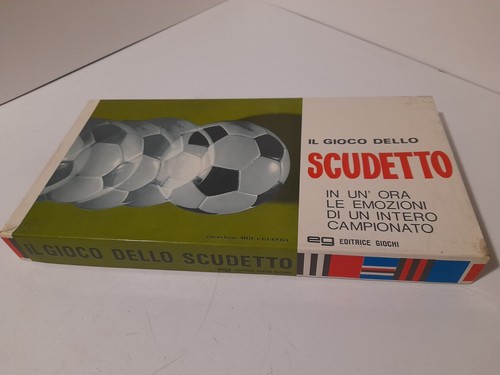 IL GIOCO DELLO
SCUDETTO
IN UN' ORA
LE EMOZIONI
DI UN INTERO
CAMPIONATO
eg EDITRICE GIOCHI
IL GIOCO DELLO SCUDETTO